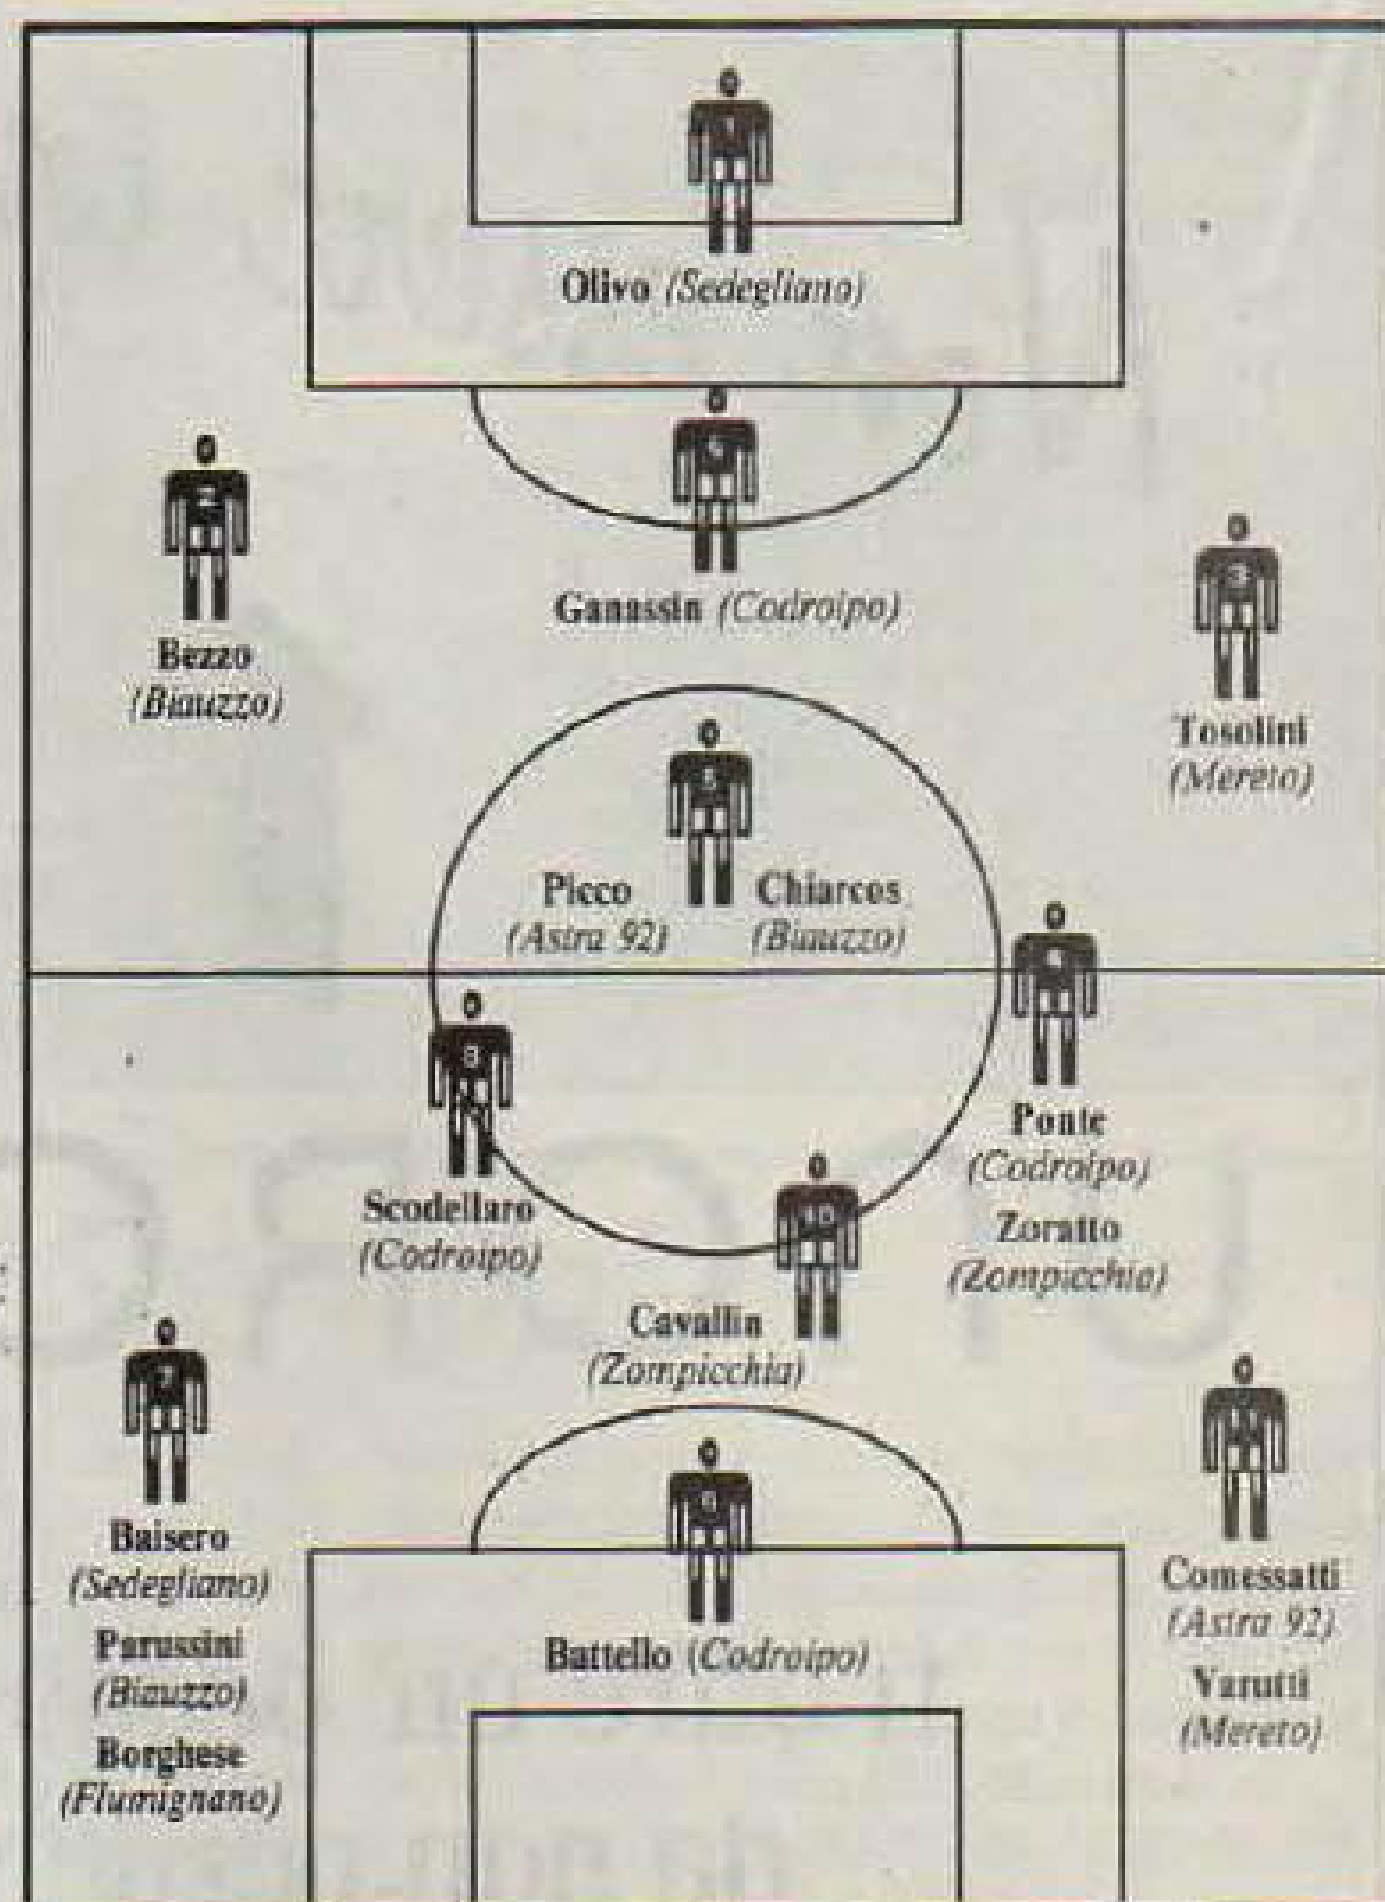 Olivo (Sedegliano)
Ganassin (Codroipo)
Bezzo
(Biauzzo)
Tosolini
(Mereto)
Picco
(Astra 92)
Chiarcos
(Biauzzo)
Ponte
(Codroipo)
Zoratto
(Zompicchia)
8
Scodellaro
(Codroipo)
Cavallin
(Zompicchia)
Baisero
(Sedegliano)
Parussini
(Biauzzo)
Borghese
(Flumignano)
Battello (Codroipo)
Comessatti
(Astra 92)
Varutti
(Mereto)